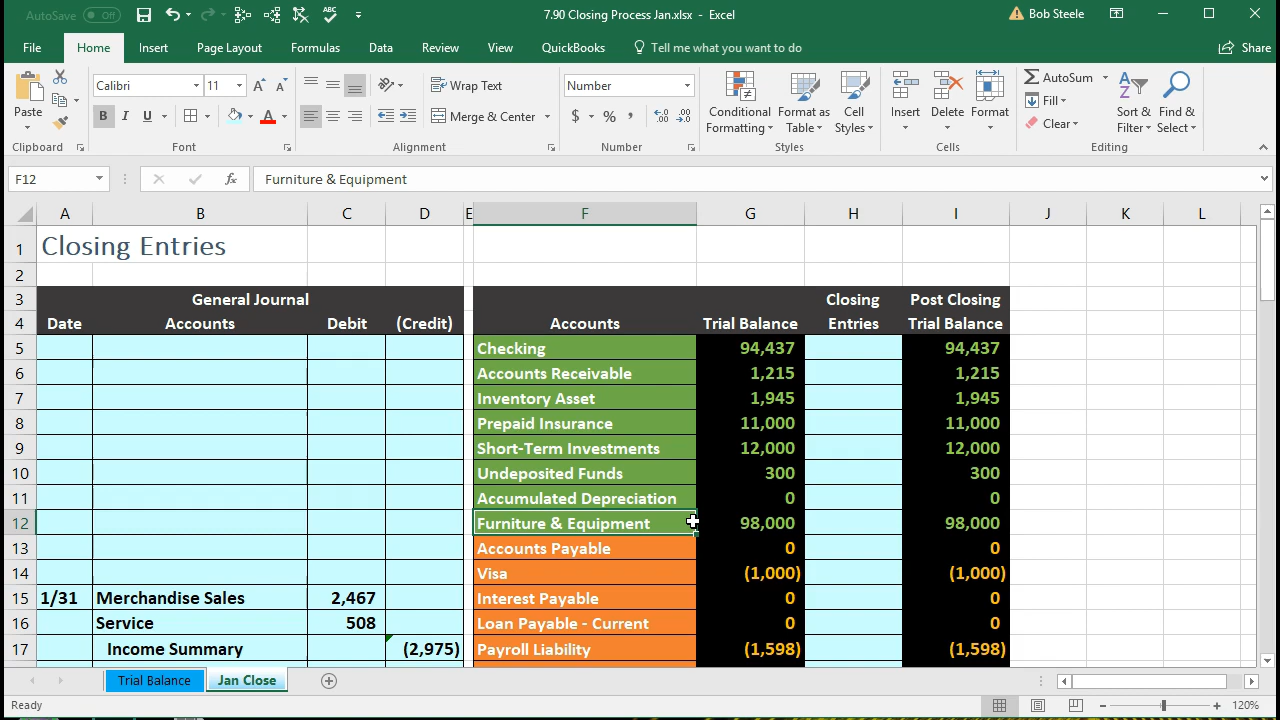 AutoSave Off 7.90 Closing Process Jan.xlsx - Excel Bob Steele
File Home Insert Page Layout Formulas Data Review View QuickBooks Tell me what you want to do Share
Calibri 11 Wrap Text Number AutoSum
Paste Conditional Format as Cell Insert Delete Format Fill Sort & Find &
B I U Merge & Center $ % , Formatting Table Styles Clear Filter Select
Clipboard Font Alignment Number Styles Cells Editing
F12 fx Furniture & Equipment
A B C D E F G H I J K L
1 Closing Entries
2
3 General Journal Closing Post Closing
4 Date Accounts Debit (Credit) Accounts Trial Balance Entries Trial Balance
5 Checking 94,437 94,437
6 Accounts Receivable 1,215 1,215
7 Inventory Asset 1,945 1,945
8 Prepaid Insurance 11,000 11,000
9 Short-Term Investments 12,000 12,000
10 Undeposited Funds 300 300
11 Accumulated Depreciation 0 0
12 Furniture & Equipment 98,000 98,000
13 Accounts Payable 0 0
14 Visa (1,000) (1,000)
15 1/31 Merchandise Sales 2,467 Interest Payable 0 0
16 Service 508 Loan Payable - Current 0 0
17 Income Summary (2,975) Payroll Liability (1,598) (1,598)
Trial Balance Jan Close
Ready 120%